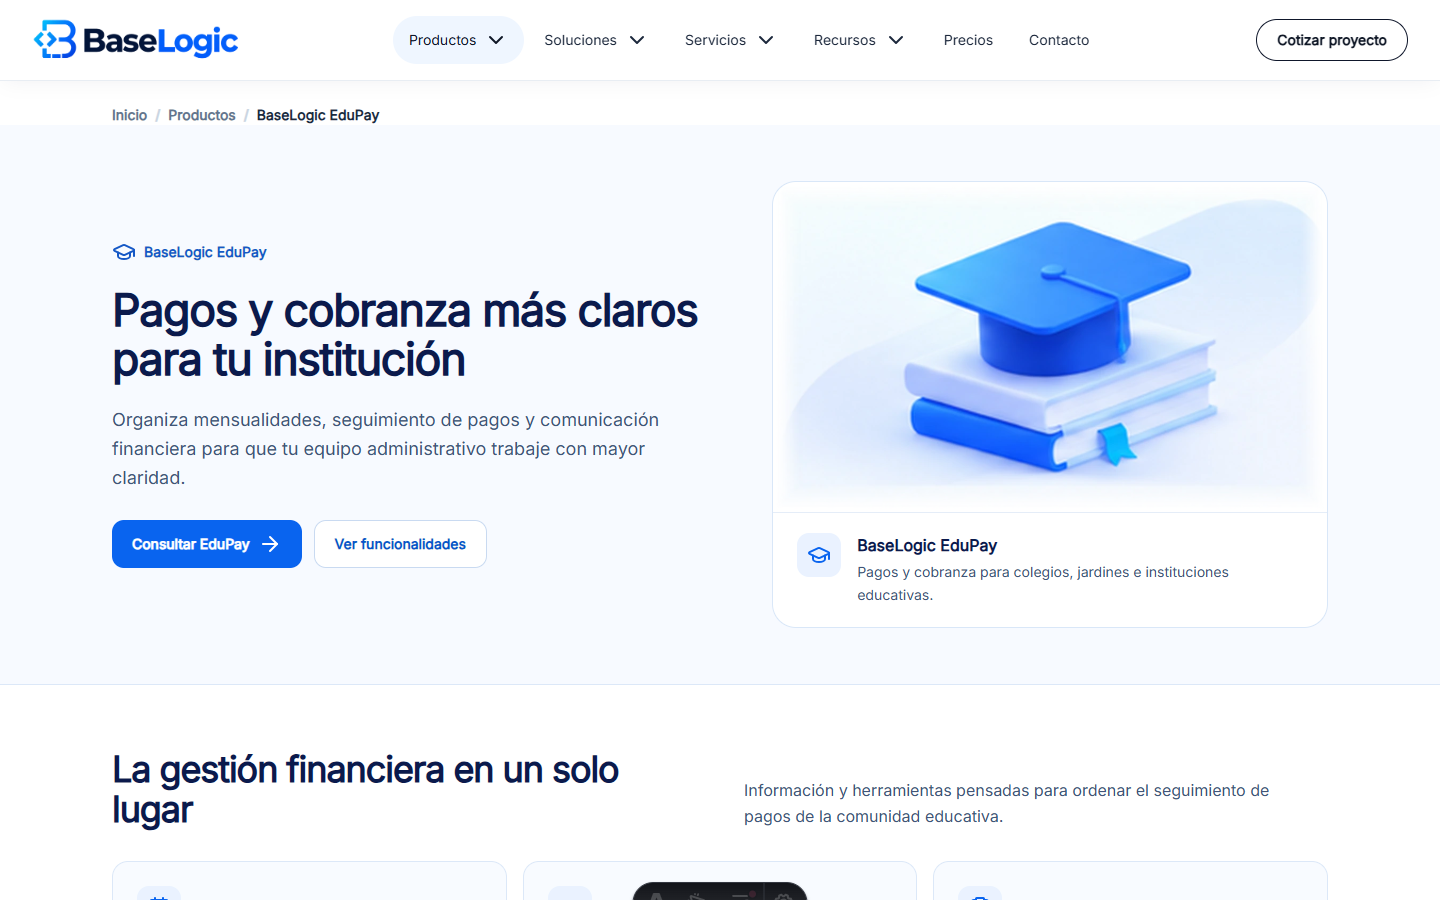 BaseLogic
Productos
Soluciones
Servicios
Recursos
Precios
Contacto
Cotizar proyecto
Inicio / Productos / BaseLogic EduPay
BaseLogic EduPay
Pagos y cobranza más claros
para tu institución
Organiza mensualidades, seguimiento de pagos y comunicación
financiera para que tu equipo administrativo trabaje con mayor
claridad.
Consultar EduPay
Ver funcionalidades
BaseLogic EduPay
Pagos y cobranza para colegios, jardines e instituciones
educativas.
La gestión financiera en un solo
lugar
Información y herramientas pensadas para ordenar el seguimiento de
pagos de la comunidad educativa.